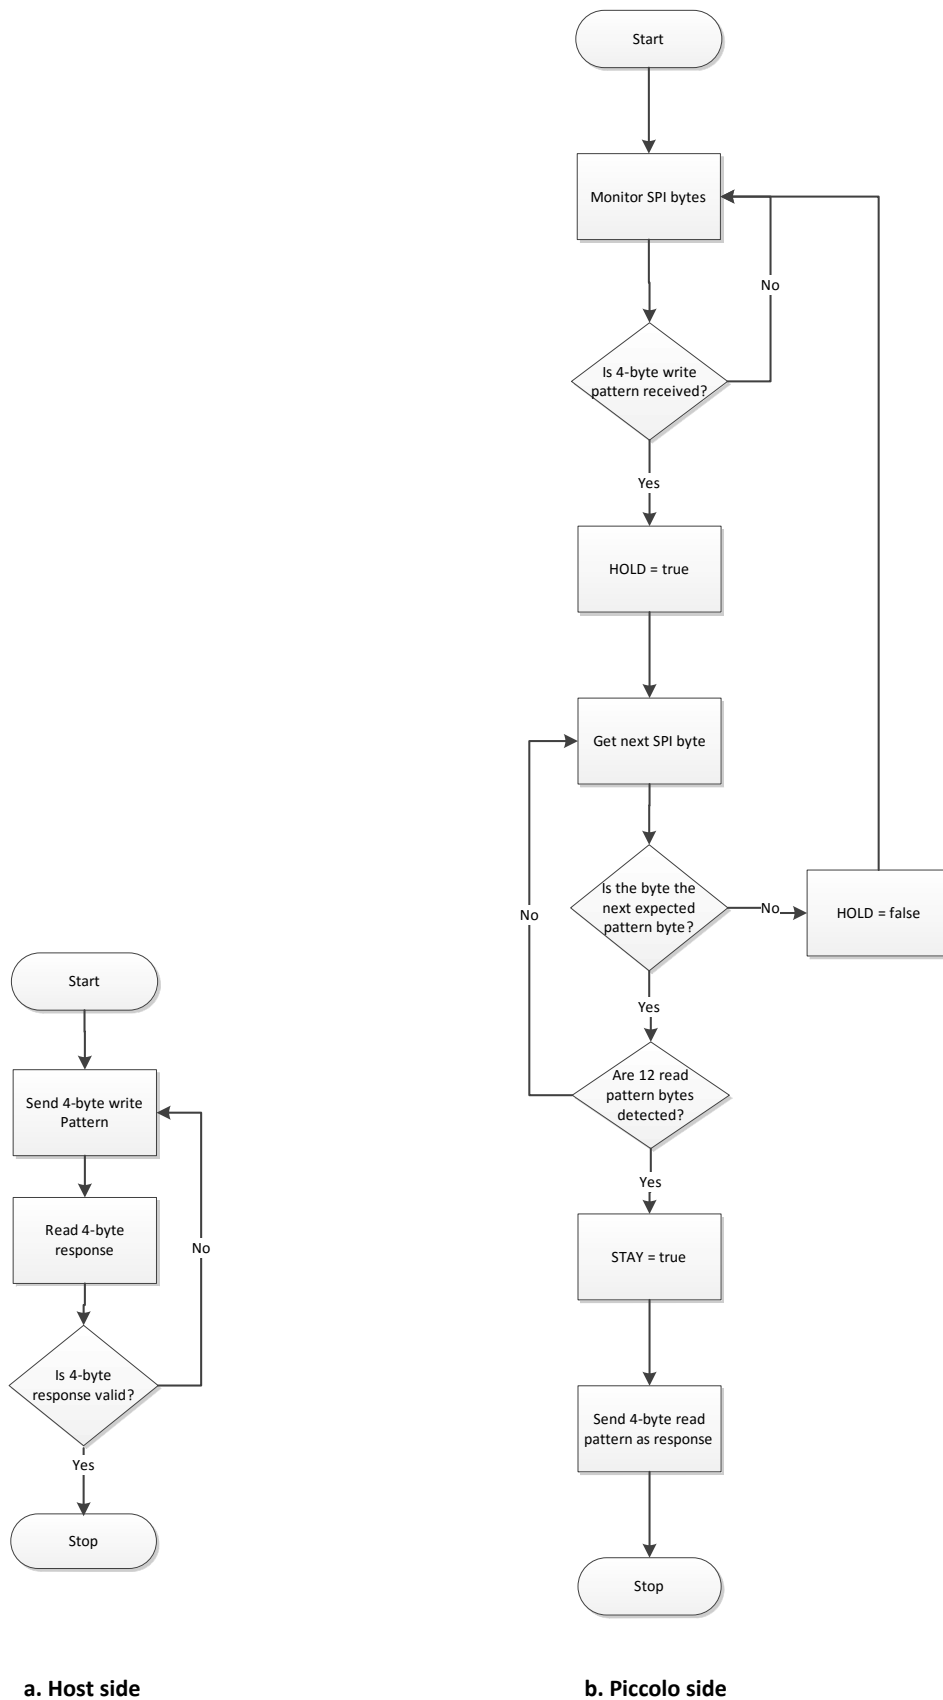 Start
Send 4-byte write
Pattern
Read 4-byte
response
No
Is 4-byte
response valid?
Yes
Stop
a. Host side
Start
Monitor SPI bytes
No
Is 4-byte write
pattern received?
Yes
HOLD = true
Get next SPI byte
Is the byte the
next expected
pattern byte?
No
HOLD = false
No
Yes
Are 12 read
pattern bytes
detected?
Yes
STAY = true
Send 4-byte read
pattern as response
Stop
b. Piccolo side